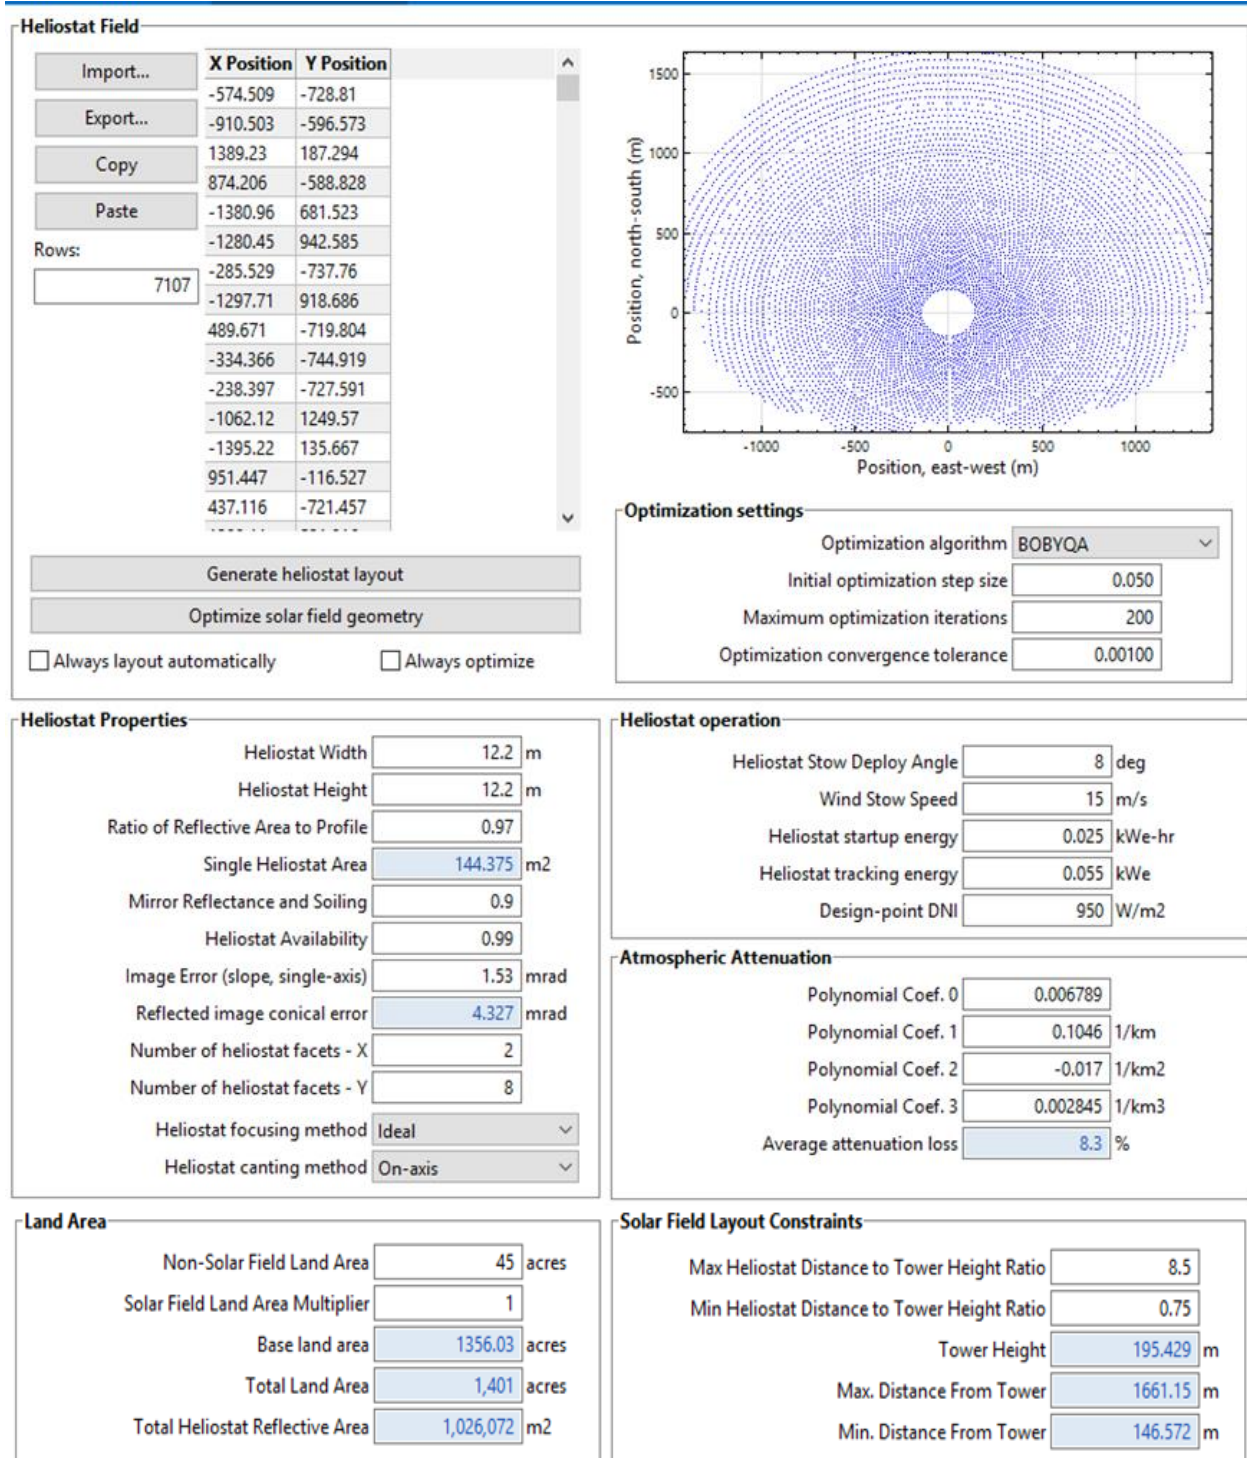 Heliostat Field
Import...
Export...
Copy
Paste
Rows:
7107
X Position Y Position
-574.509 -728.81
-910.503 -596.573
1389.23 187.294
874.206 -588.828
-1380.96 681.523
-1280.45 942.585
-285.529 -737.76
-1297.71 918.686
489.671 -719.804
-334.366 -744.919
-238.397 -727.591
-1062.12 1249.57
-1395.22 135.667
951.447 -116.527
437.116 -721.457
Position, north-south (m)
1500
1000
500
0
-500
-1000 -500 0 500 1000
Position, east-west (m)
Generate heliostat layout
Optimize solar field geometry
Always layout automatically Always optimize
Optimization settings
Optimization algorithm BOBYQA
Initial optimization step size 0.050
Maximum optimization iterations 200
Optimization convergence tolerance 0.00100
Heliostat Properties
Heliostat Width 12.2 m
Heliostat Height 12.2 m
Ratio of Reflective Area to Profile 0.97
Single Heliostat Area 144.375 m2
Mirror Reflectance and Soiling 0.9
Heliostat Availability 0.99
Image Error (slope, single-axis) 1.53 mrad
Reflected image conical error 4.327 mrad
Number of heliostat facets - X 2
Number of heliostat facets - Y 8
Heliostat focusing method Ideal
Heliostat canting method On-axis
Heliostat operation
Heliostat Stow Deploy Angle 8 deg
Wind Stow Speed 15 m/s
Heliostat startup energy 0.025 kWe-hr
Heliostat tracking energy 0.055 kWe
Design-point DNI 950 W/m2
Atmospheric Attenuation
Polynomial Coef. 0 0.006789
Polynomial Coef. 1 0.1046 1/km
Polynomial Coef. 2 -0.017 1/km2
Polynomial Coef. 3 0.002845 1/km3
Average attenuation loss 8.3 %
Land Area
Non-Solar Field Land Area 45 acres
Solar Field Land Area Multiplier 1
Base land area 1356.03 acres
Total Land Area 1,401 acres
Total Heliostat Reflective Area 1,026,072 m2
Solar Field Layout Constraints
Max Heliostat Distance to Tower Height Ratio 8.5
Min Heliostat Distance to Tower Height Ratio 0.75
Tower Height 195.429 m
Max. Distance From Tower 1661.15 m
Min. Distance From Tower 146.572 m